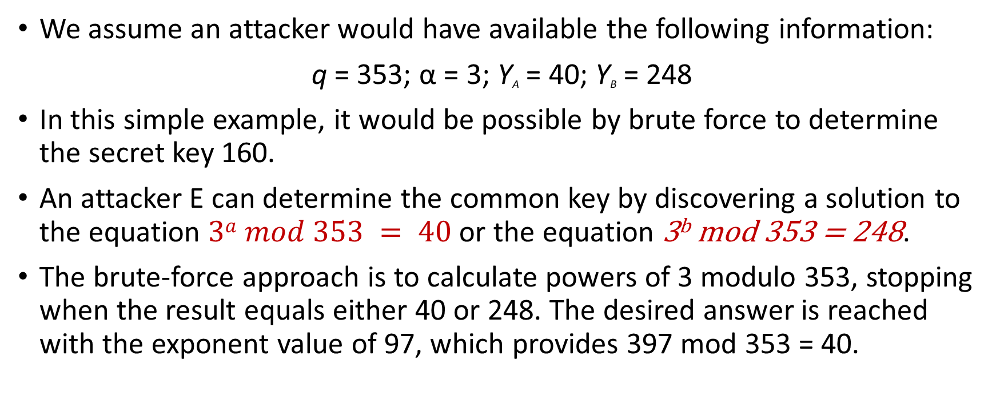 • We assume an attacker would have available the following information:
q = 353; α = 3; Y_A = 40; Y_B = 248
• In this simple example, it would be possible by brute force to determine
the secret key 160.
• An attacker E can determine the common key by discovering a solution to
the equation 3^a mod 353 = 40 or the equation 3^b mod 353 = 248.
• The brute-force approach is to calculate powers of 3 modulo 353, stopping
when the result equals either 40 or 248. The desired answer is reached
with the exponent value of 97, which provides 397 mod 353 = 40.